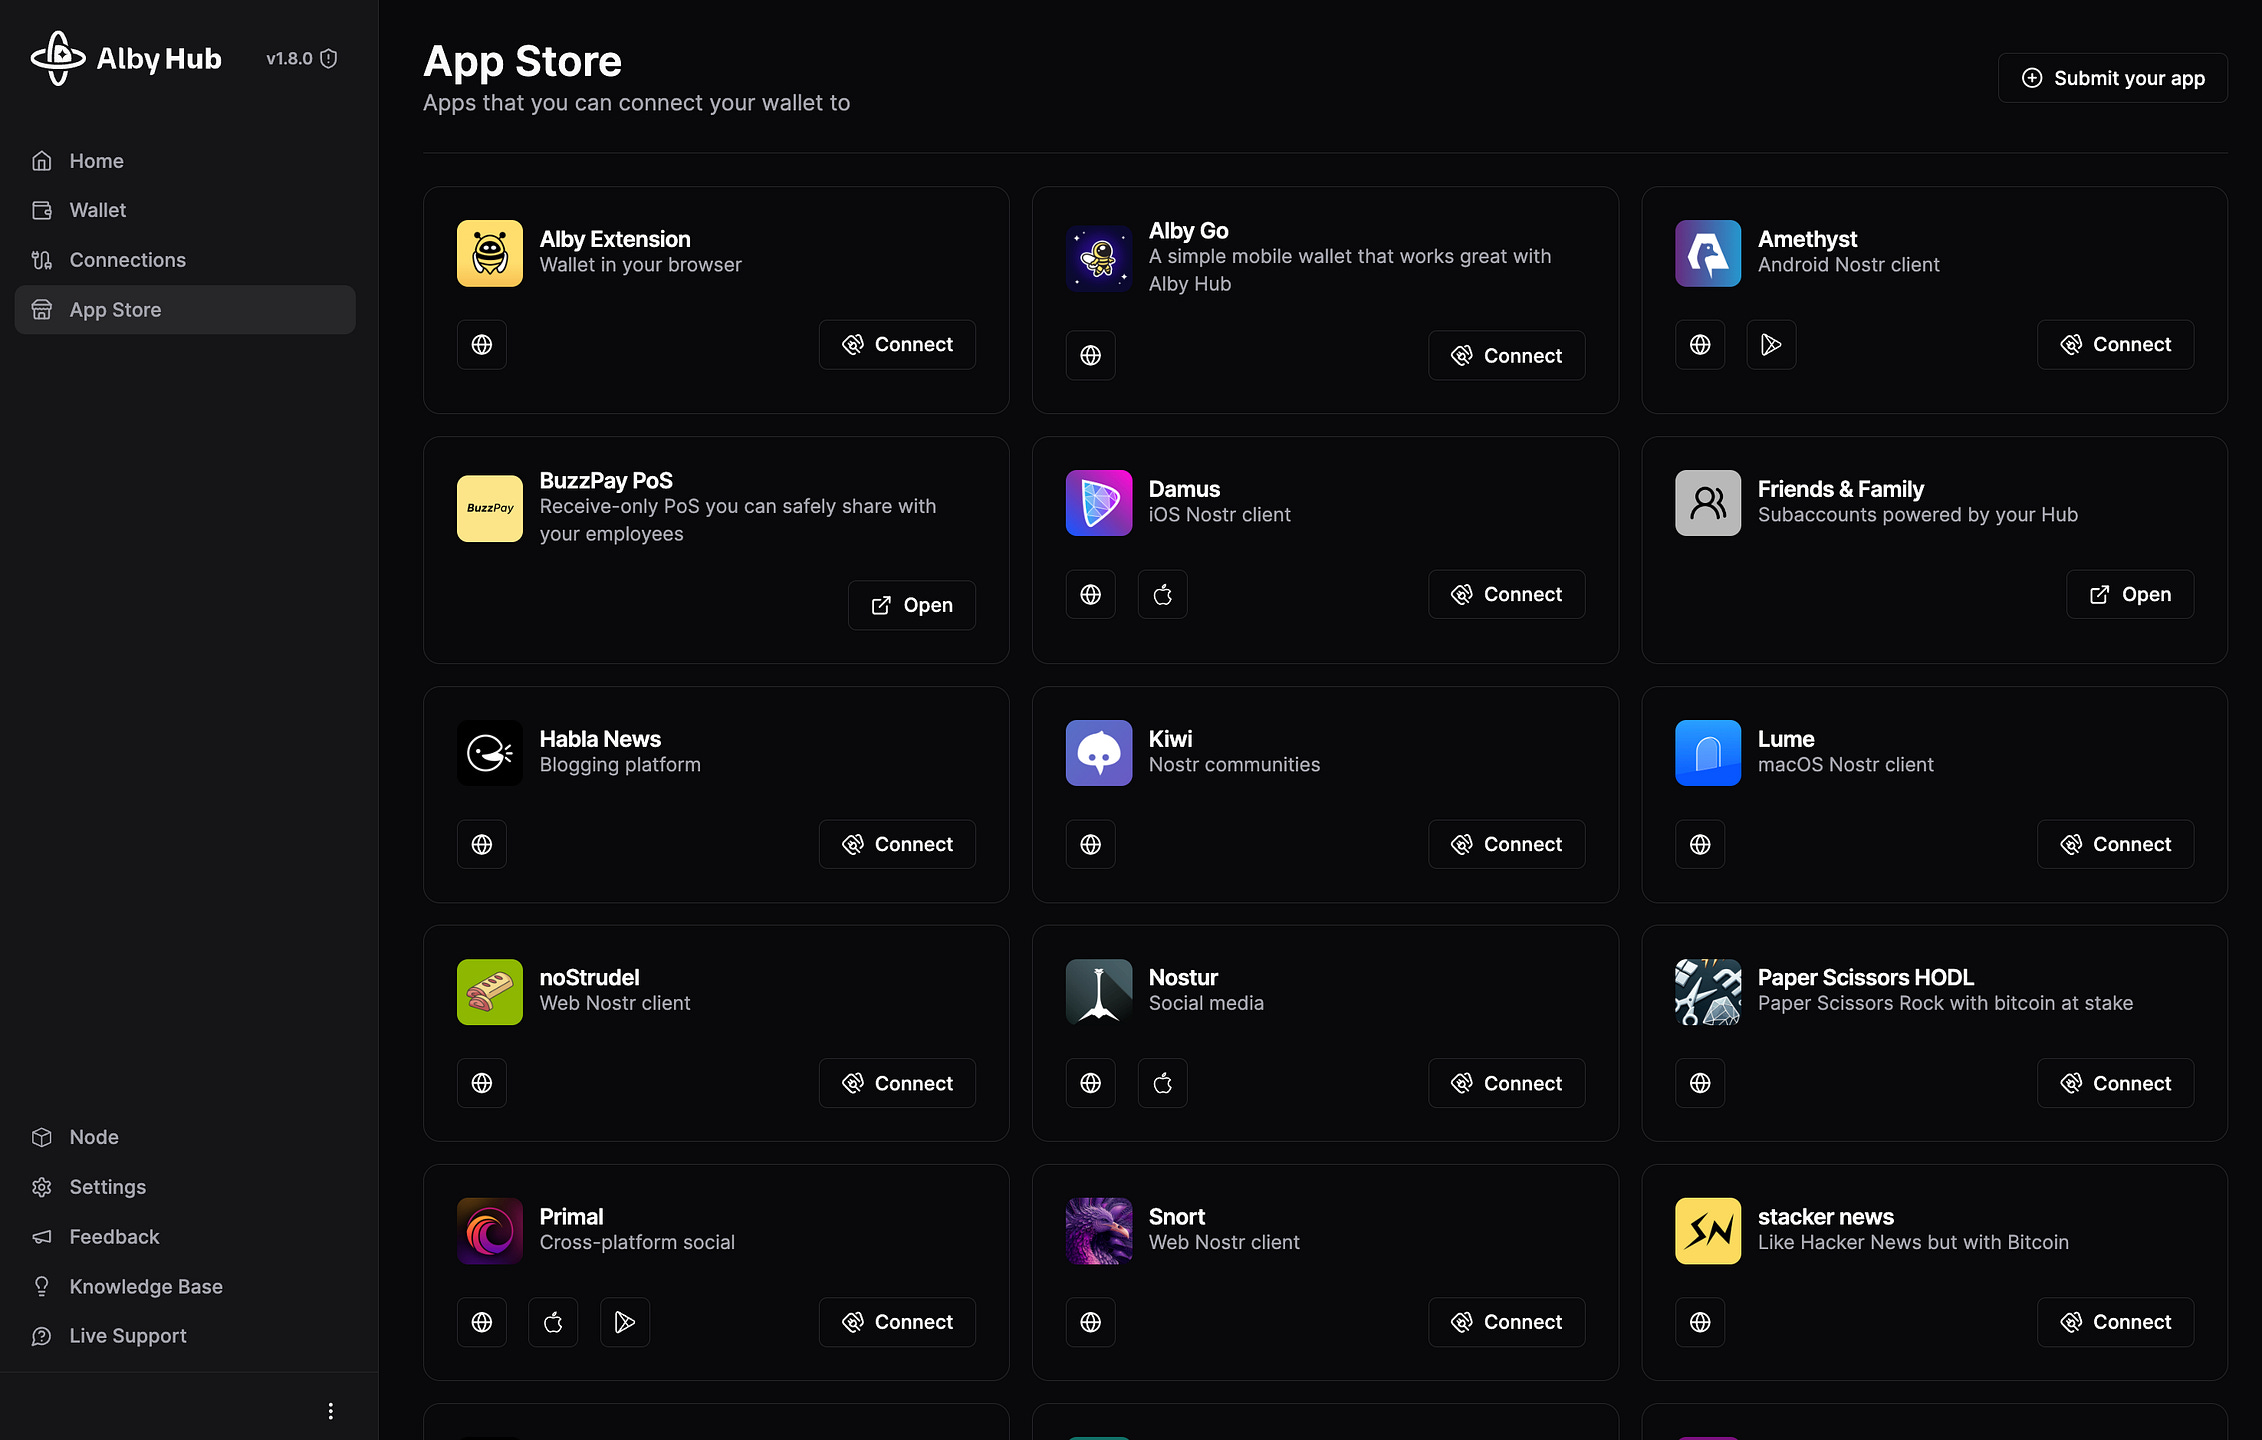 Alby Hub
v1.8.0
Home
Wallet
Connections
App Store
Node
Settings
Feedback
Knowledge Base
Live Support
App Store
Apps that you can connect your wallet to
Submit your app
Alby Extension
Wallet in your browser
Connect
Alby Go
A simple mobile wallet that works great with
Alby Hub
Connect
Amethyst
Android Nostr client
Connect
BuzzPay
BuzzPay PoS
Receive-only PoS you can safely share with
your employees
Open
Damus
iOS Nostr client
Connect
Friends & Family
Subaccounts powered by your Hub
Open
Habla News
Blogging platform
Connect
Kiwi
Nostr communities
Connect
Lume
macOS Nostr client
Connect
noStrudel
Web Nostr client
Connect
Nostur
Social media
Connect
Paper Scissors HODL
Paper Scissors Rock with bitcoin at stake
Connect
Primal
Cross-platform social
Connect
Snort
Web Nostr client
Connect
SN
stacker news
Like Hacker News but with Bitcoin
Connect